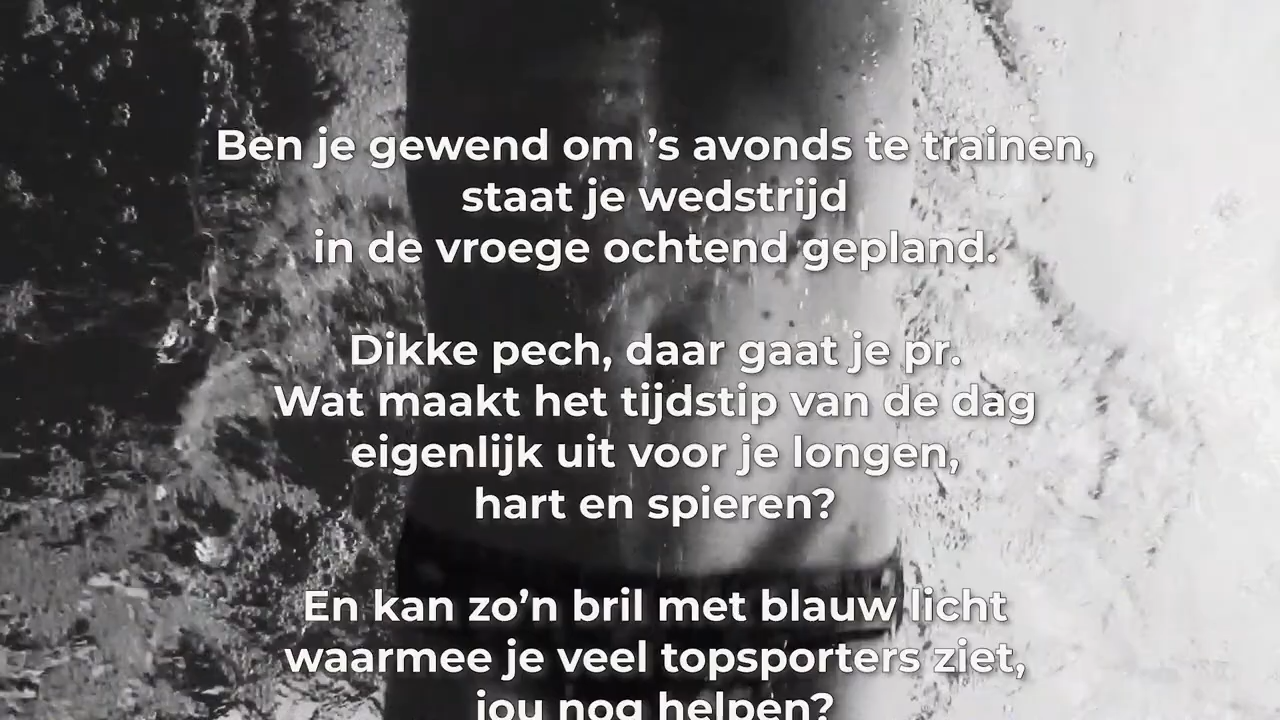 Ben je gewend om ’s avonds te trainen,
staat je wedstrijd
in de vroege ochtend gepland.
Dikke pech, daar gaat je pr.
Wat maakt het tijdstip van de dag
eigenlijk uit voor je longen,
hart en spieren?
En kan zo’n bril met blauw licht
waarmee je veel topsporters ziet,
jou nog helpen?